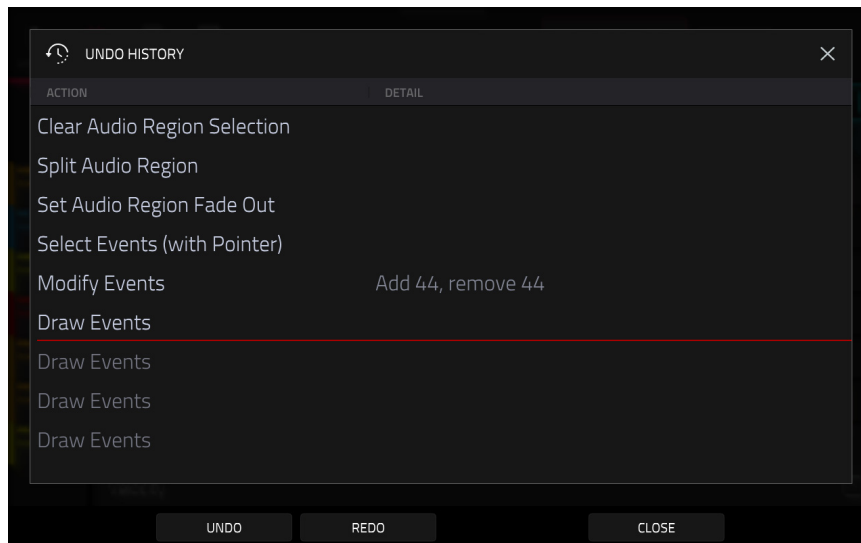 UNDO HISTORY
ACTION DETAIL
Clear Audio Region Selection
Split Audio Region
Set Audio Region Fade Out
Select Events (with Pointer)
Modify Events Add 44, remove 44
Draw Events
Draw Events
Draw Events
Draw Events
UNDO REDO CLOSE